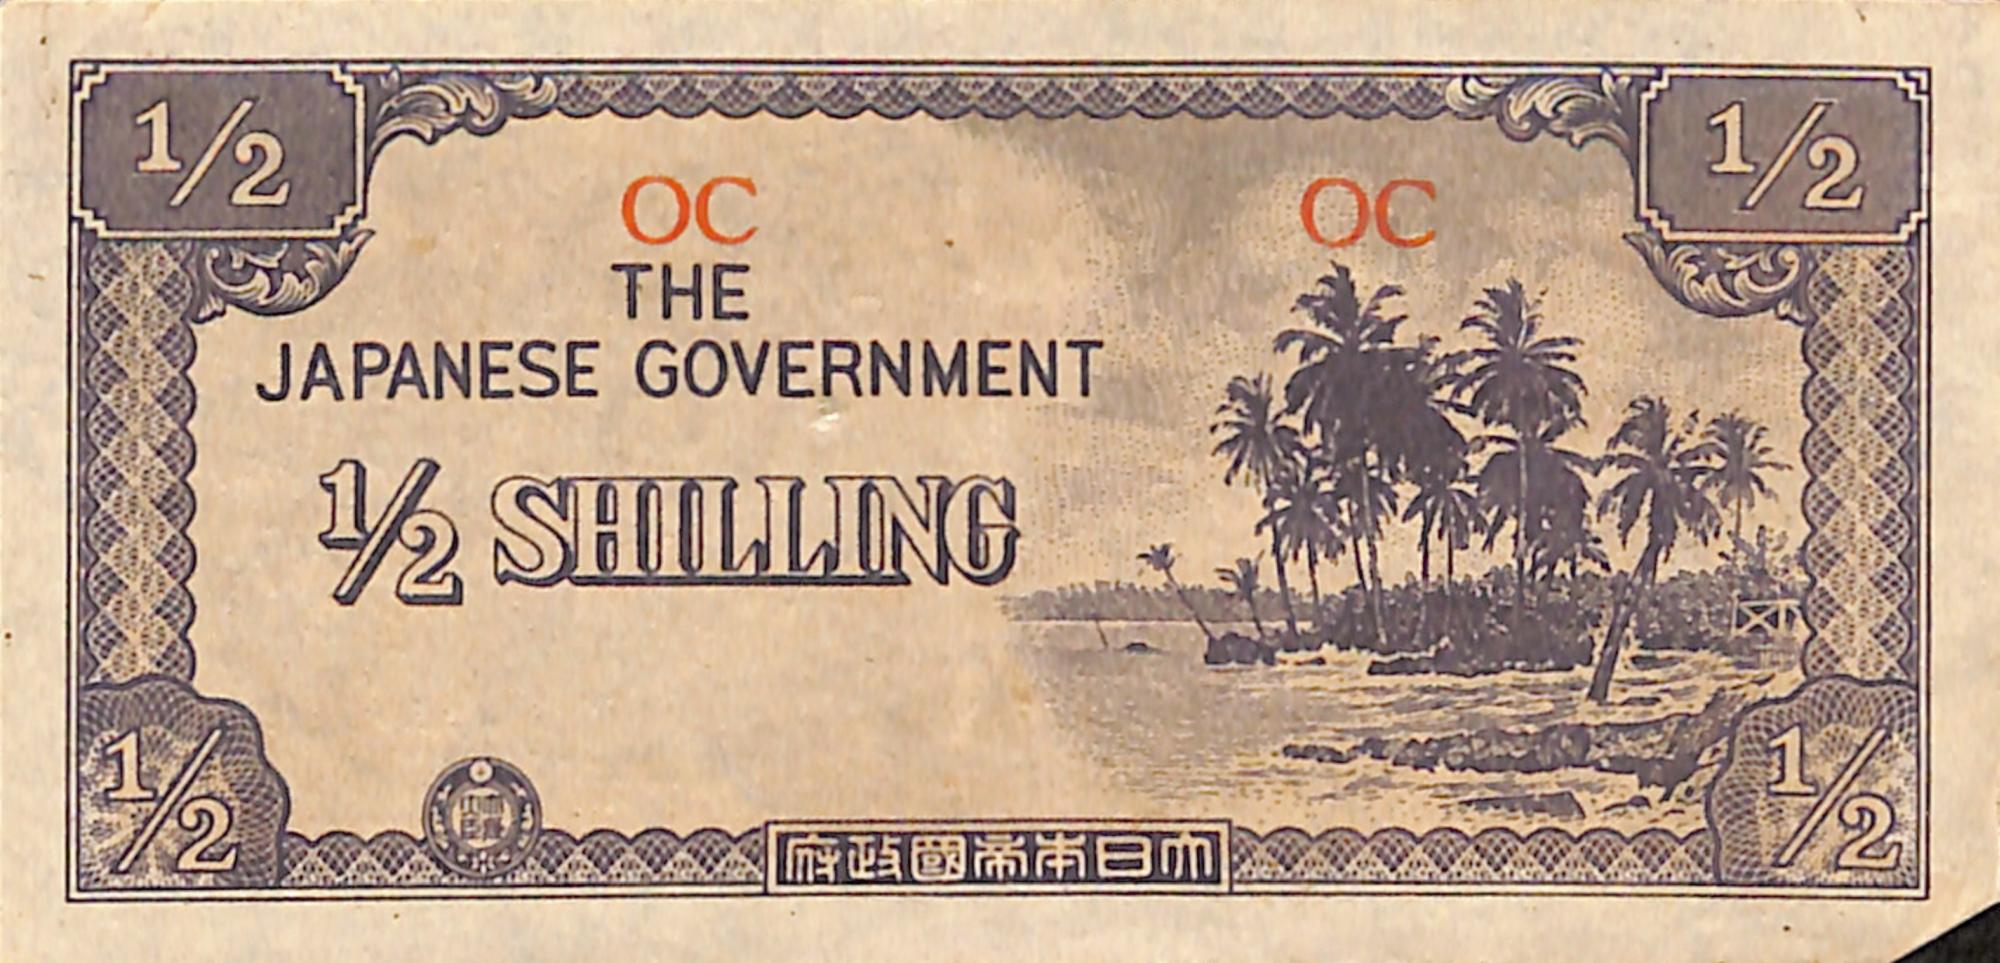 1/2
1/2
OC
OC
THE
JAPANESE GOVERNMENT
1/2 SHILLING
1/2
1/2
府政國帝本日大